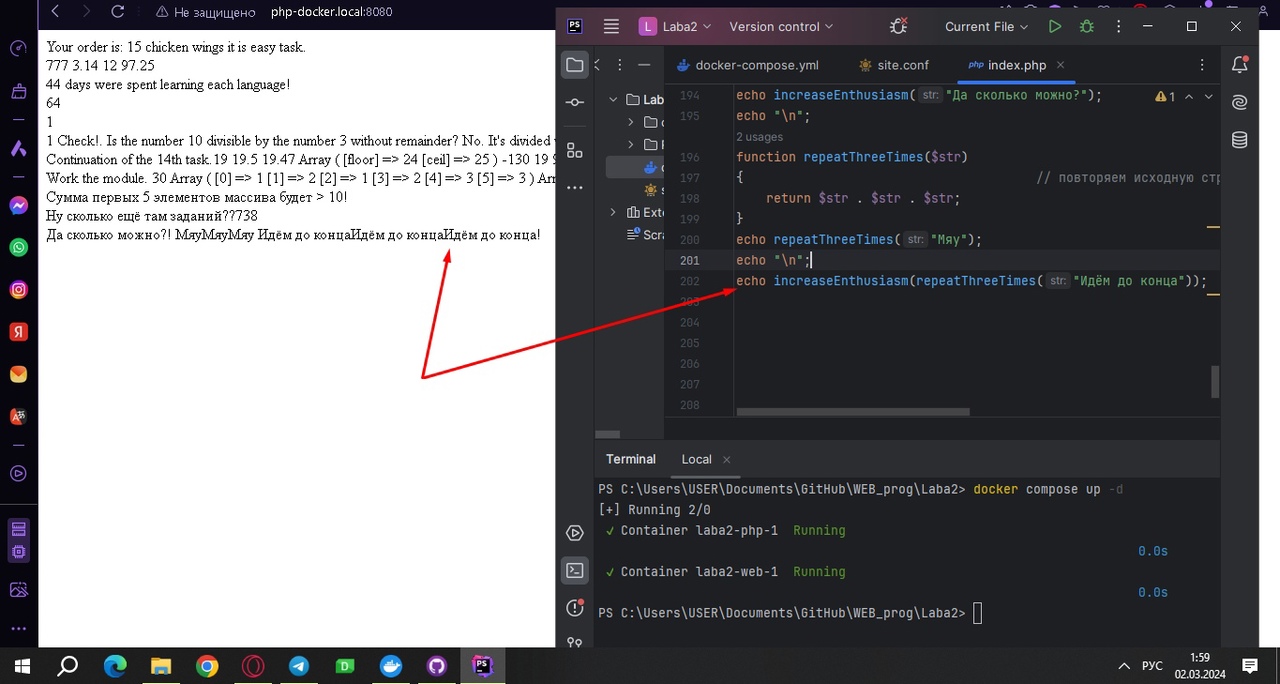 Не защищено php-docker.local:8080
Your order is: 15 chicken wings it is easy task.
777 3.14 12 97.25
44 days were spent learning each language!
64
1
1 Check!. Is the number 10 divisible by the number 3 without remainder? No. It's divided
Continuation of the 14th task.19 19.5 19.47 Array ( [floor] => 24 [ceil] => 25 ) -130 19
Work the module. 30 Array ( [0] => 1 [1] => 2 [2] => 1 [3] => 2 [4] => 3 [5] => 3 )
Сумма первых 5 элементов массива будет > 10!
Ну сколько ещё там заданий??738
Да сколько можно?! МяуМяуМяу Идём до концаИдём до концаИдём до конца!
PS L Laba2 Version control Current File
docker-compose.yml site.conf php index.php
Lab
Exte
Scra
194 echo increaseEnthusiasm( str: "Да сколько можно?"); 1
195 echo "\n";
2 usages
196 function repeatThreeTimes($str)
197 { // повторяем исходную стр
198 return $str . $str . $str;
199 }
200 echo repeatThreeTimes( str: "Мяу");
201 echo "\n";
202 echo increaseEnthusiasm(repeatThreeTimes( str: "Идём до конца"));
203
204
205
206
207
208
Terminal Local
PS C:\Users\USER\Documents\GitHub\WEB_prog\Laba2> docker compose up -d
[+] Running 2/0
✓ Container laba2-php-1 Running
0.0s
✓ Container laba2-web-1 Running
0.0s
PS C:\Users\USER\Documents\GitHub\WEB_prog\Laba2>
РУС 1:59
02.03.2024